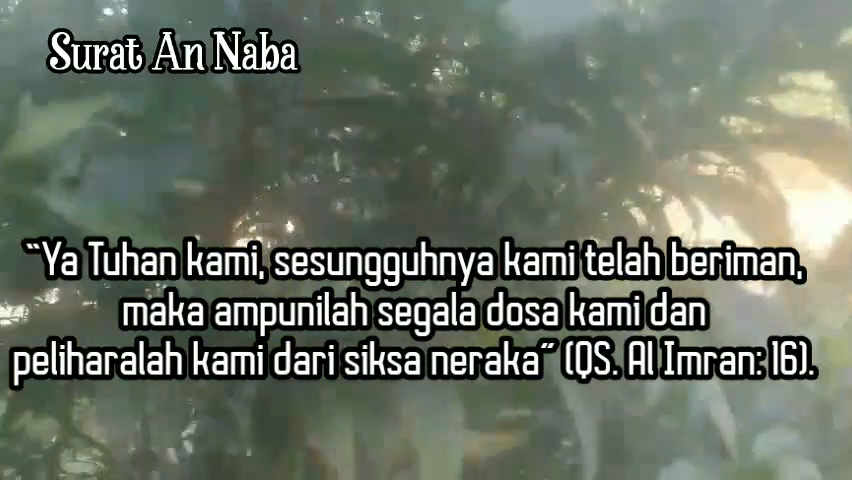 Surat An Naba
“Ya Tuhan kami, sesungguhnya kami telah beriman,
maka ampunilah segala dosa kami dan
peliharalah kami dari siksa neraka” (QS. Al Imran: 16).